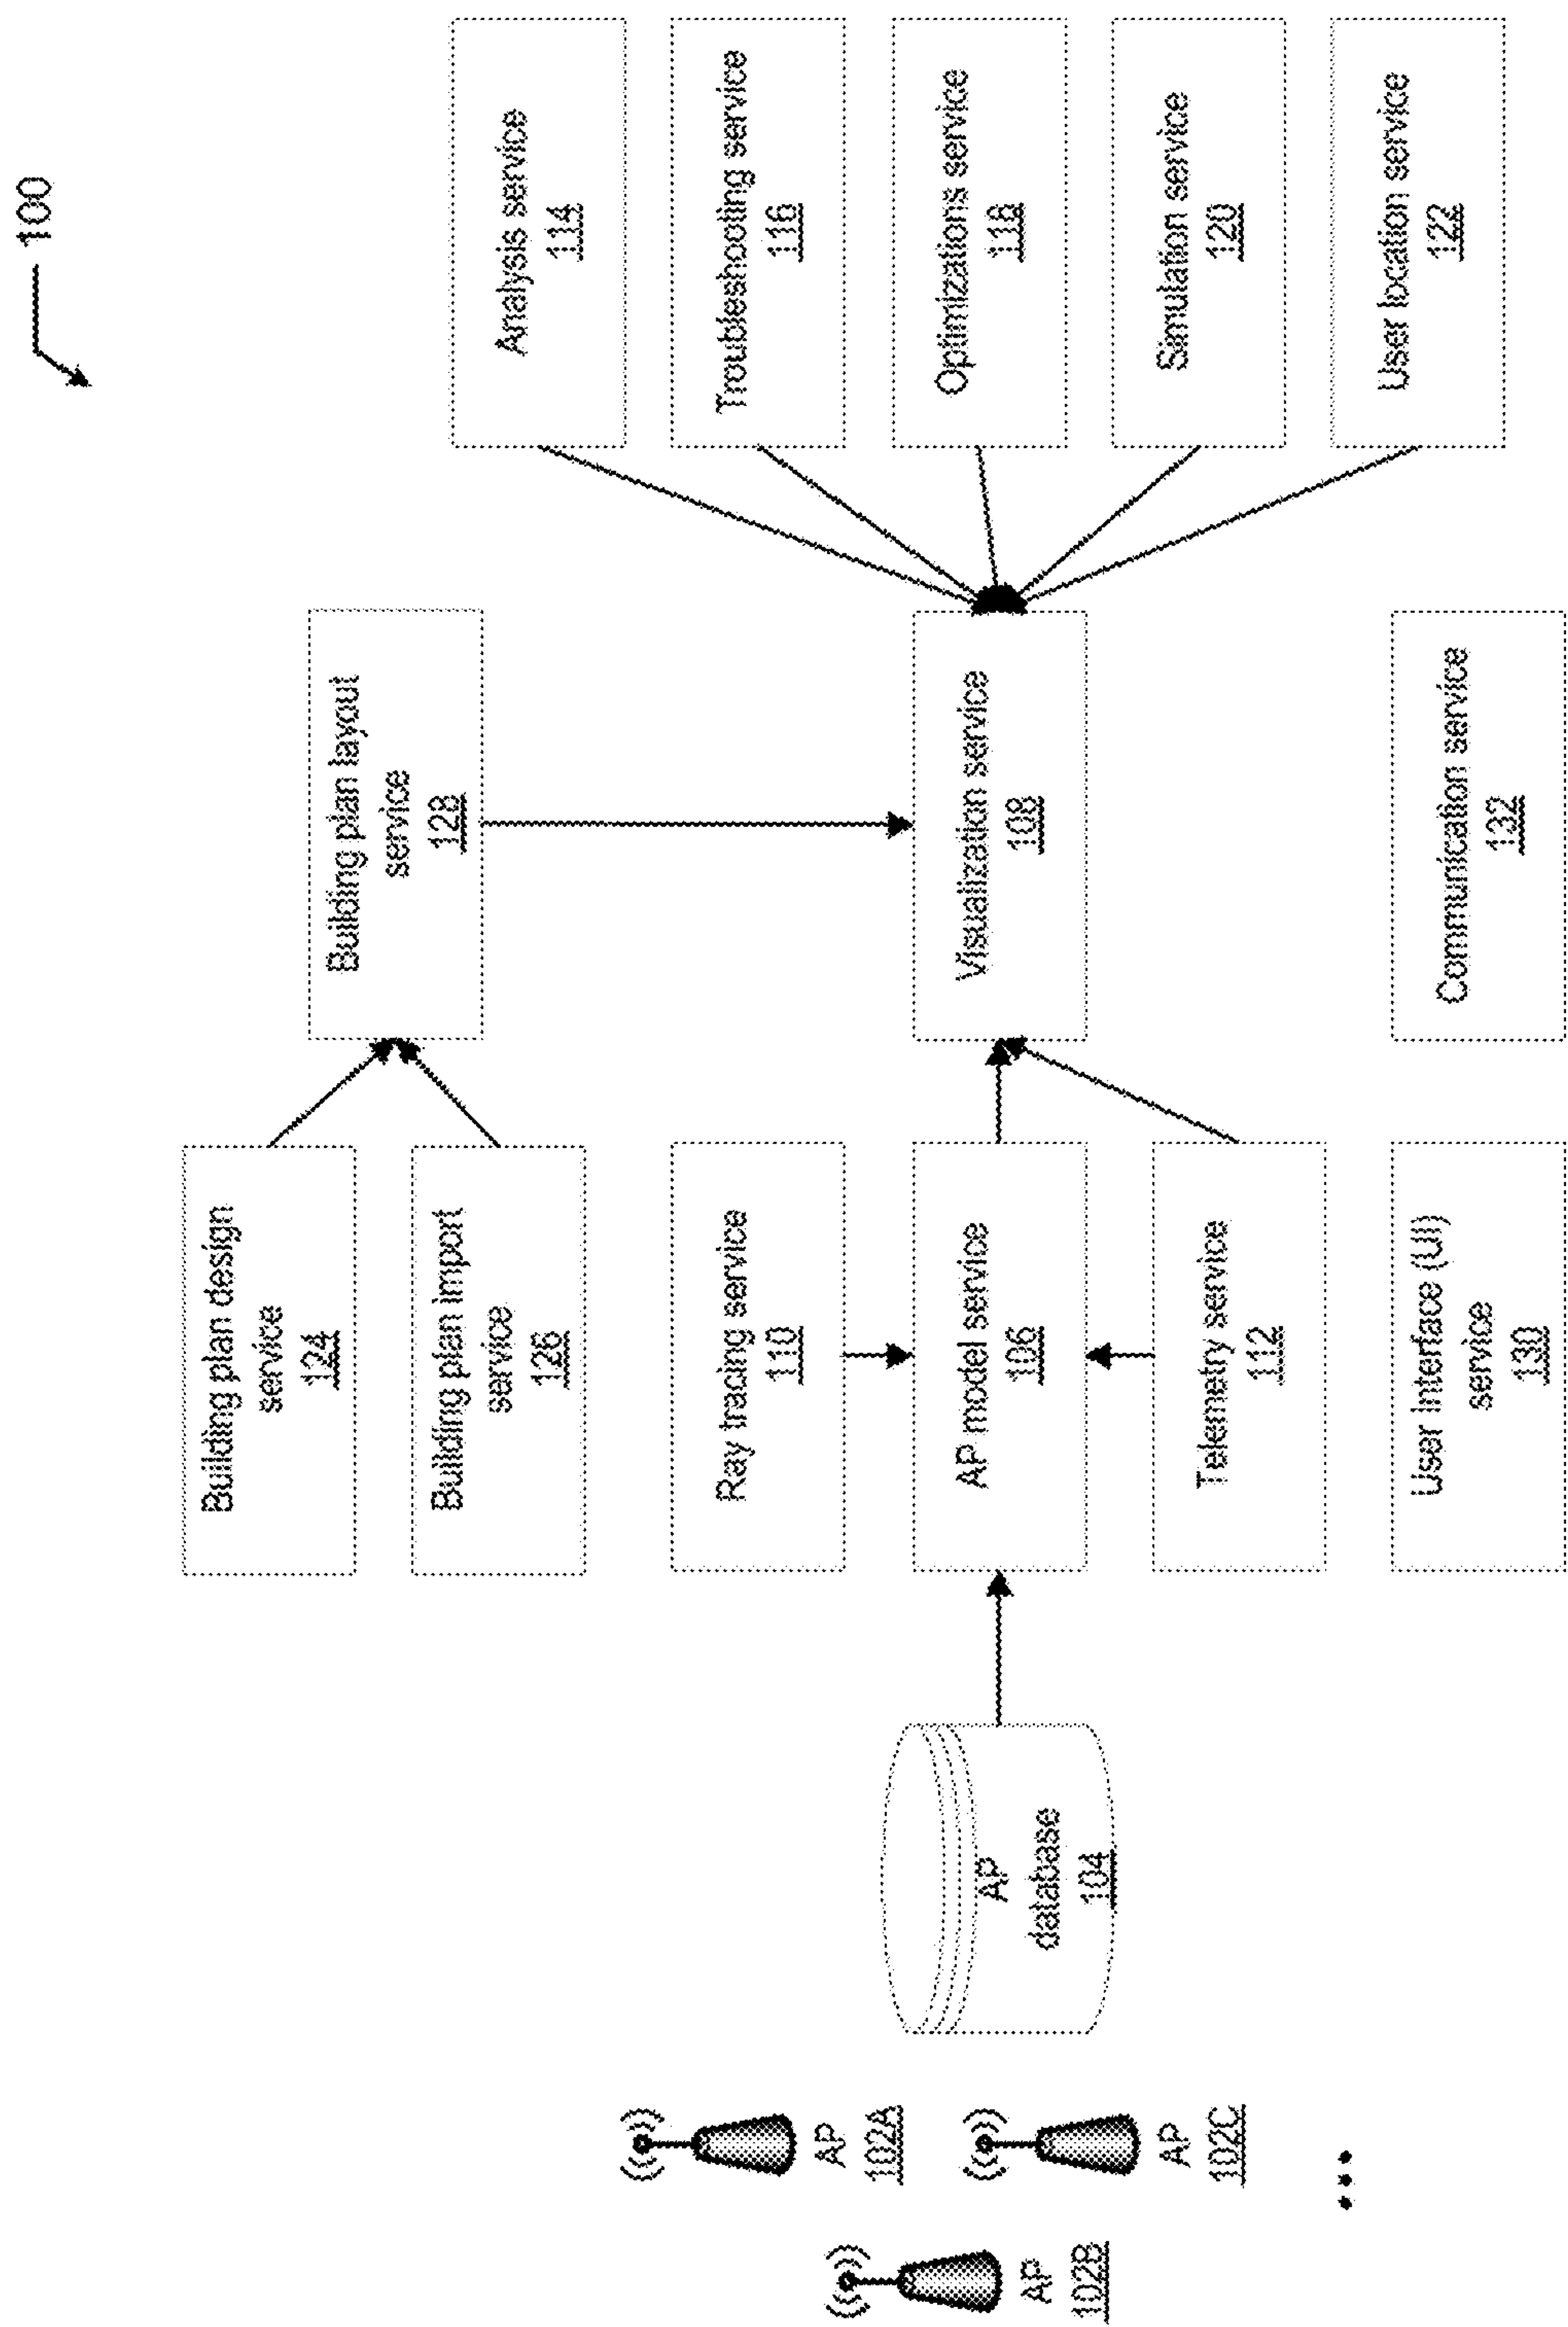 100
Building plan design
service
124
Building plan import
service
126
Building plan layout
service
128
Analysis service
114
Troubleshooting service
116
Optimizations service
118
Simulation service
120
User location service
122
Ray tracing service
110
AP model service
106
Telemetry service
112
Visualization service
108
User Interface (UI)
service
130
Communication service
132
AP
database
104
AP
102A
AP
102B
AP
102C
...